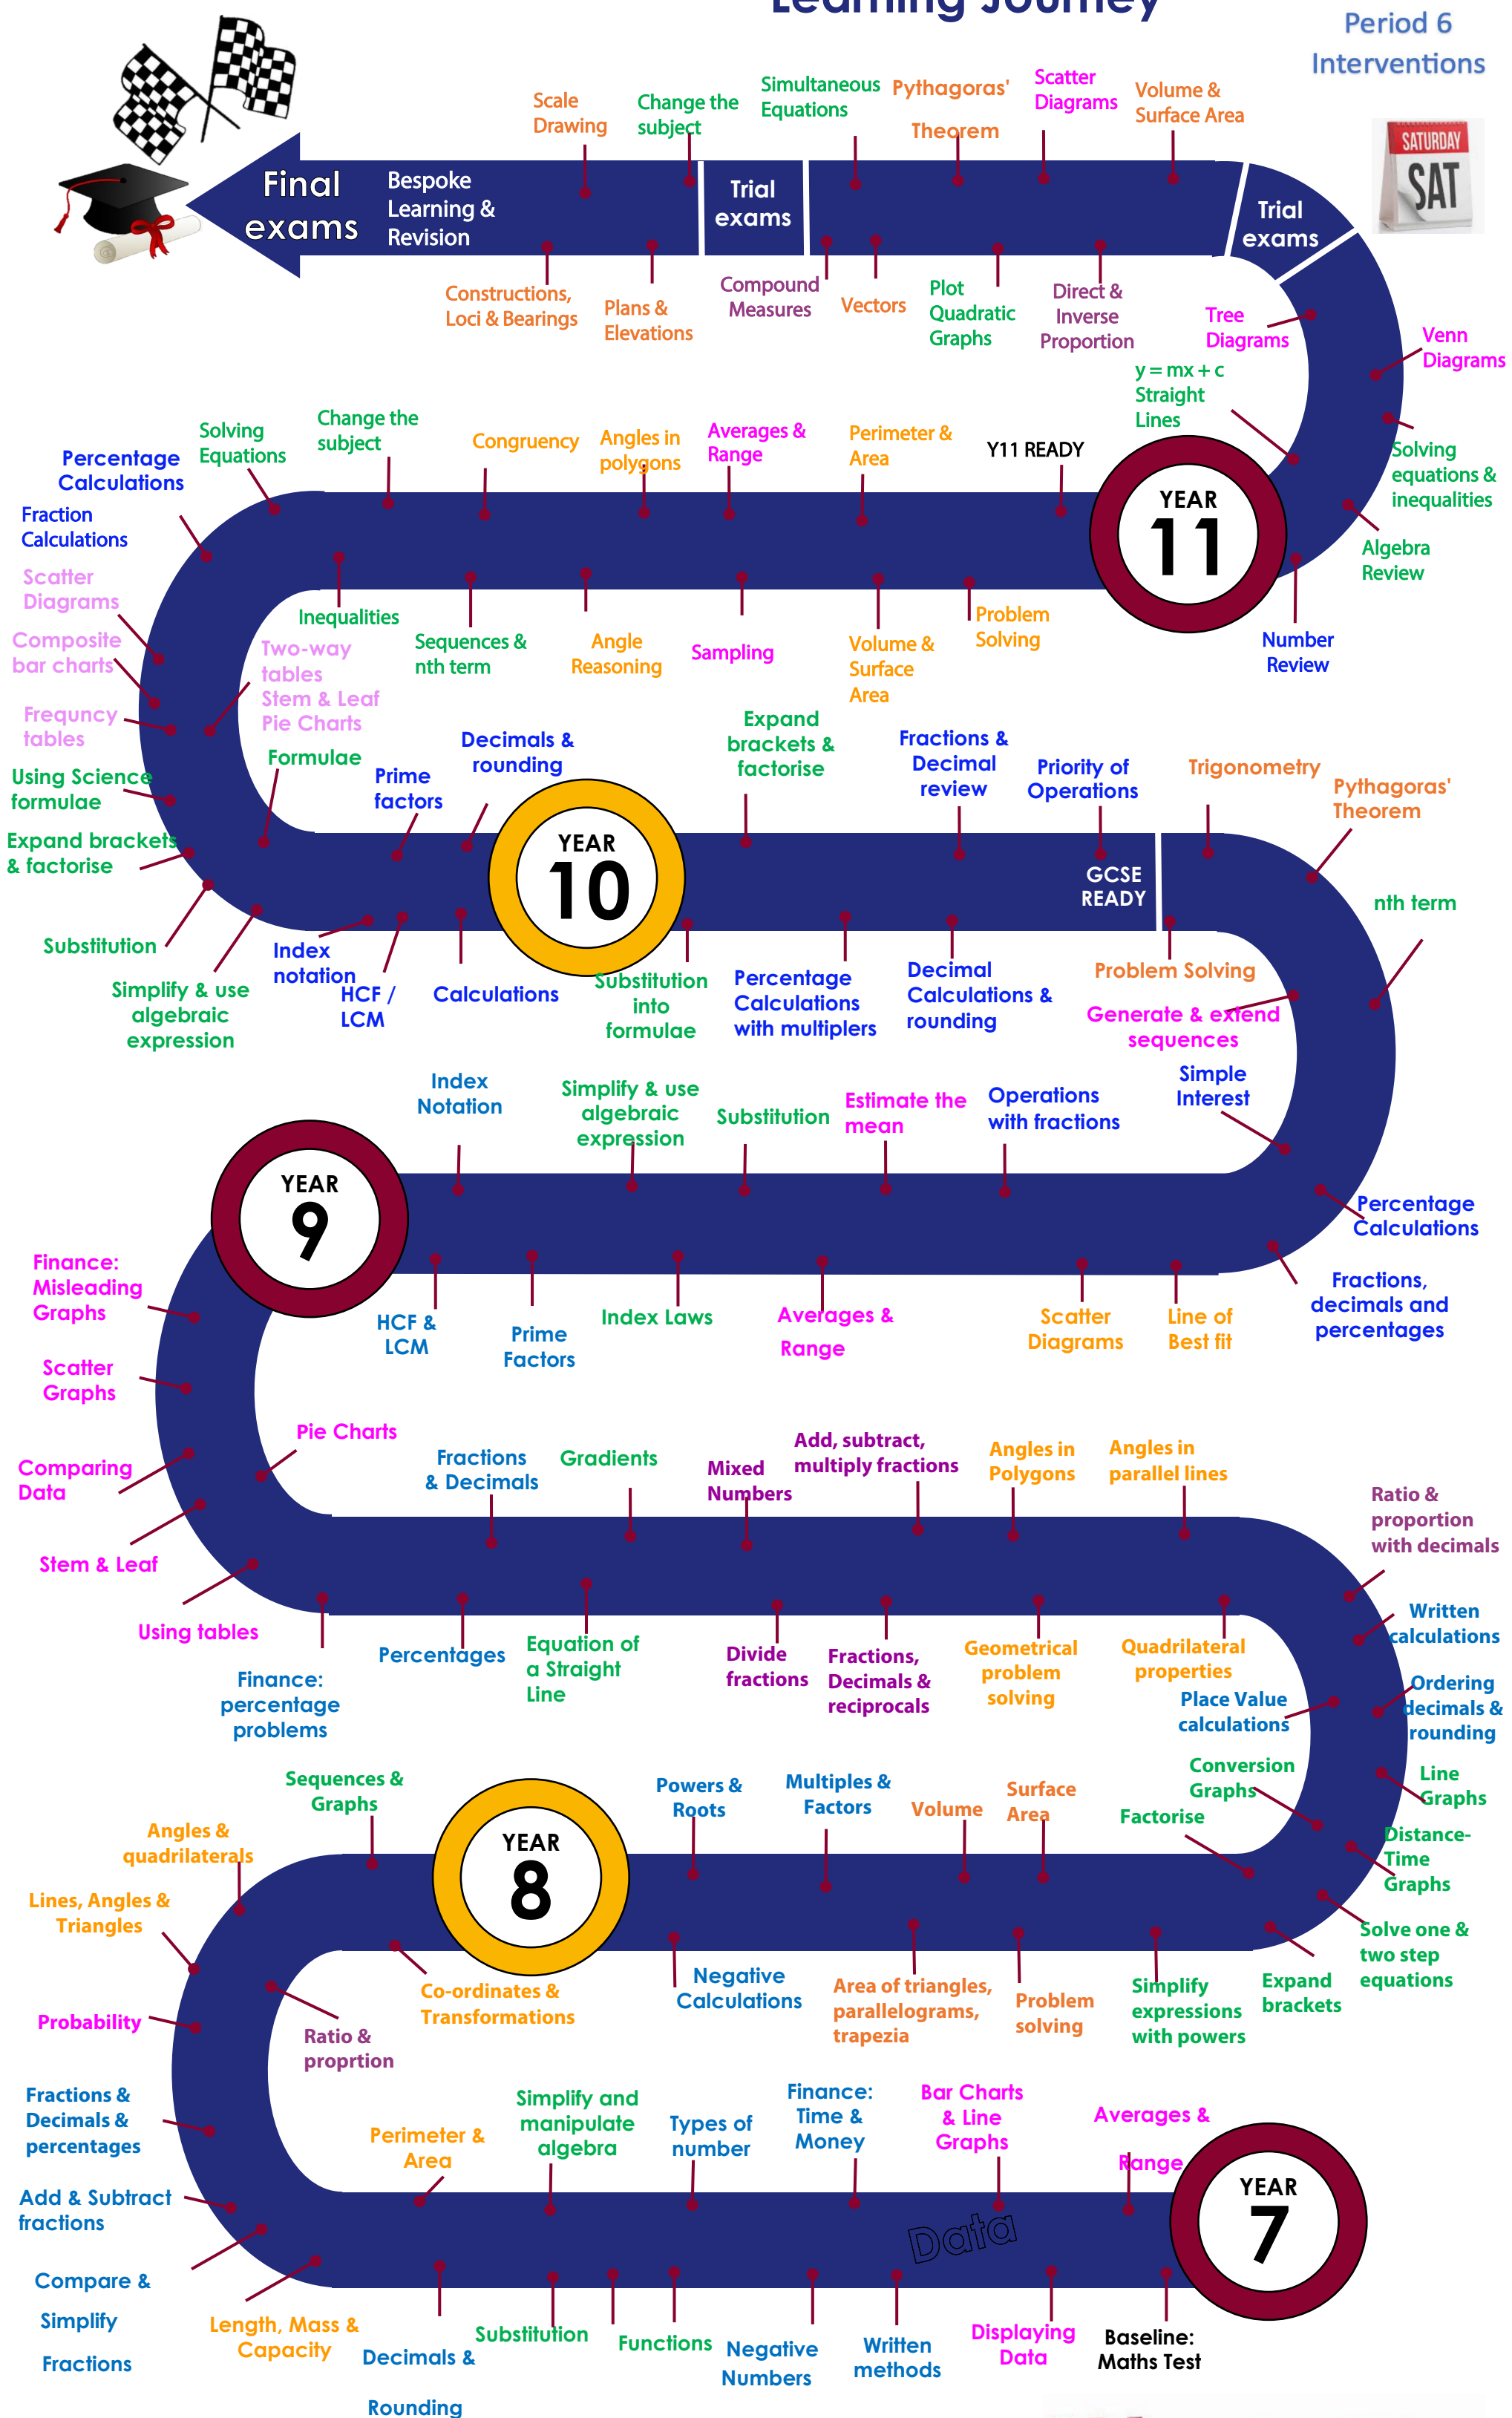 Learning Journey
Period 6
Interventions
SATURDAY
SAT
Scale
Drawing
Change the
subject
Simultaneous
Equations
Pythagoras'
Theorem
Scatter
Diagrams
Volume &
Surface Area
Final
exams
Bespoke
Learning &
Revision
Trial
exams
Trial
exams
Constructions,
Loci & Bearings
Plans &
Elevations
Compound
Measures
Vectors
Plot
Quadratic
Graphs
Direct &
Inverse
Proportion
Tree
Diagrams
Venn
Diagrams
y = mx + c
Straight
Lines
Solving
equations &
inequalities
Algebra
Review
Number
Review
YEAR
11
Percentage
Calculations
Solving
Equations
Change the
subject
Congruency
Angles in
polygons
Averages &
Range
Perimeter &
Area
Y11 READY
Fraction
Calculations
Scatter
Diagrams
Composite
bar charts
Frequncy
tables
Using Science
formulae
Expand brackets
& factorise
Substitution
Simplify & use
algebraic
expression
Inequalities
Sequences &
nth term
Angle
Reasoning
Sampling
Volume &
Surface
Area
Problem
Solving
Two-way
tables
Stem & Leaf
Pie Charts
Formulae
Prime
factors
Decimals &
rounding
Index
notation
HCF /
LCM
Calculations
YEAR
10
Expand
brackets &
factorise
Fractions &
Decimal
review
Priority of
Operations
Trigonometry
Pythagoras'
Theorem
GCSE
READY
nth term
Substitution
into
formulae
Percentage
Calculations
with multiplers
Decimal
Calculations &
rounding
Problem Solving
Generate & extend
sequences
Simple
Interest
Percentage
Calculations
Fractions,
decimals and
percentages
Index
Notation
Simplify & use
algebraic
expression
Substitution
Estimate the
mean
Operations
with fractions
YEAR
9
HCF &
LCM
Prime
Factors
Index Laws
Averages &
Range
Scatter
Diagrams
Line of
Best fit
Finance:
Misleading
Graphs
Scatter
Graphs
Comparing
Data
Stem & Leaf
Using tables
Pie Charts
Fractions
& Decimals
Gradients
Mixed
Numbers
Add, subtract,
multiply fractions
Angles in
Polygons
Angles in
parallel lines
Ratio &
proportion
with decimals
Finance:
percentage
problems
Percentages
Equation of
a Straight
Line
Divide
fractions
Fractions,
Decimals &
reciprocals
Geometrical
problem
solving
Quadrilateral
properties
Written
calculations
Place Value
calculations
Ordering
decimals &
rounding
Conversion
Graphs
Line
Graphs
Factorise
Distance-
Time
Graphs
Solve one &
two step
equations
Expand
brackets
Sequences &
Graphs
Powers &
Roots
Multiples &
Factors
Volume
Surface
Area
YEAR
8
Angles &
quadrilaterals
Lines, Angles &
Triangles
Probability
Co-ordinates &
Transformations
Ratio &
proprtion
Negative
Calculations
Area of triangles,
parallelograms,
trapezia
Problem
solving
Simplify
expressions
with powers
Fractions &
Decimals &
percentages
Add & Subtract
fractions
Compare &
Simplify
Fractions
Length, Mass &
Capacity
Perimeter &
Area
Simplify and
manipulate
algebra
Types of
number
Finance:
Time &
Money
Bar Charts
& Line
Graphs
Averages &
Range
Data
YEAR
7
Decimals &
Rounding
Substitution
Functions
Negative
Numbers
Written
methods
Displaying
Data
Baseline:
Maths Test